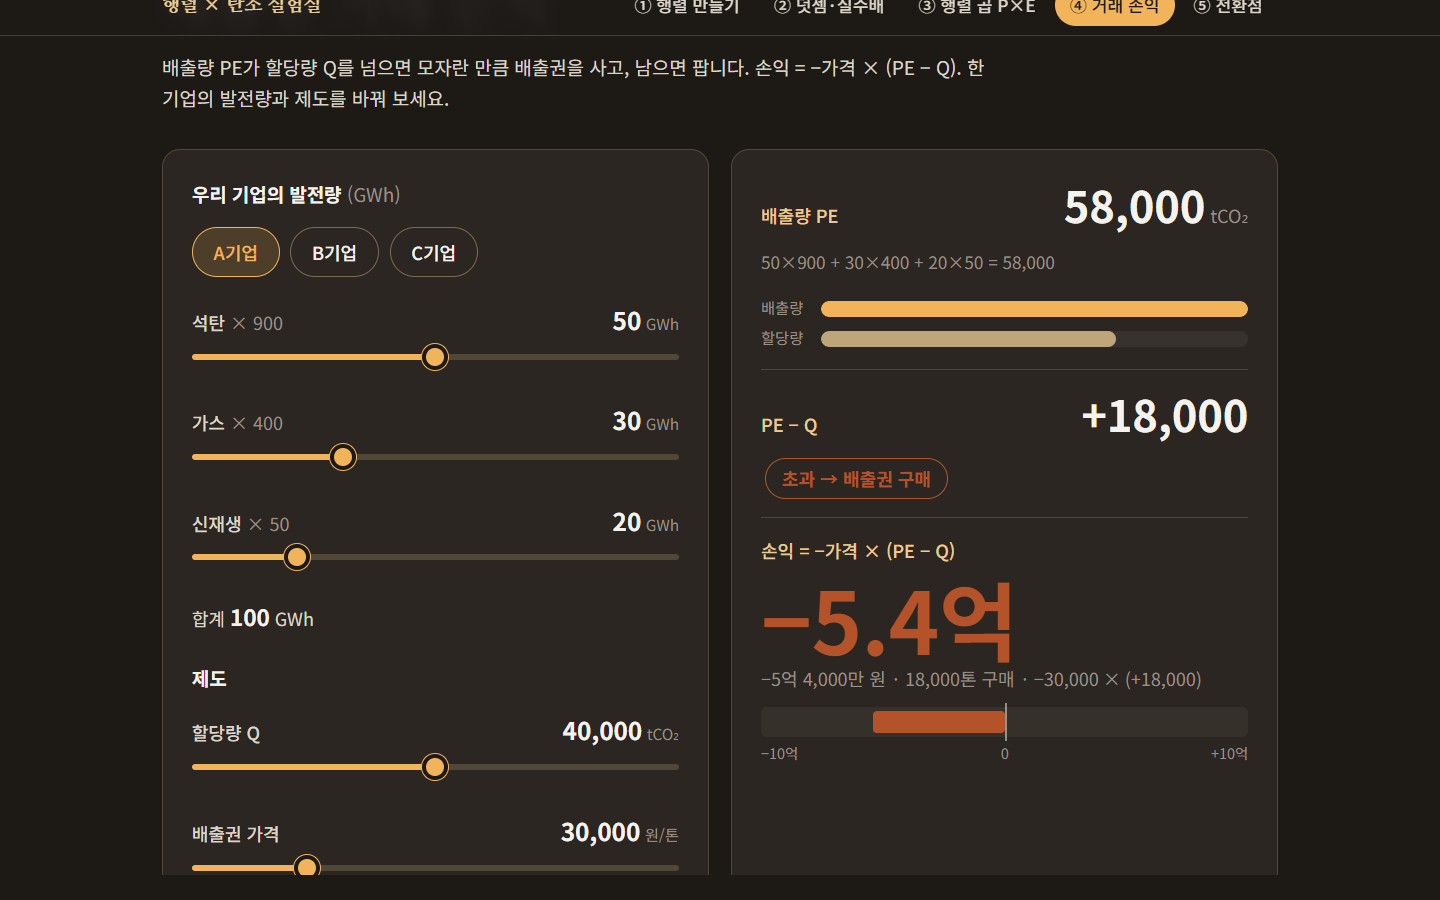 행렬 × 탄소 실험실
① 행렬 만들기 ② 덧셈·실수배 ③ 행렬 곱 P×E ④ 거래 손익 ⑤ 전환점
배출량 PE가 할당량 Q를 넘으면 모자란 만큼 배출권을 사고, 남으면 팝니다. 손익 = −가격 × (PE − Q). 한
기업의 발전량과 제도를 바꿔 보세요.
우리 기업의 발전량 (GWh)
A기업 B기업 C기업
석탄 × 900 50 GWh
가스 × 400 30 GWh
신재생 × 50 20 GWh
합계 100 GWh
제도
할당량 Q 40,000 tCO₂
배출권 가격 30,000 원/톤
배출량 PE 58,000 tCO₂
50×900 + 30×400 + 20×50 = 58,000
배출량
할당량
PE − Q +18,000
초과 → 배출권 구매
손익 = −가격 × (PE − Q)
−5.4억
−5억 4,000만 원 · 18,000톤 구매 · −30,000 × (+18,000)
−10억 0 +10억